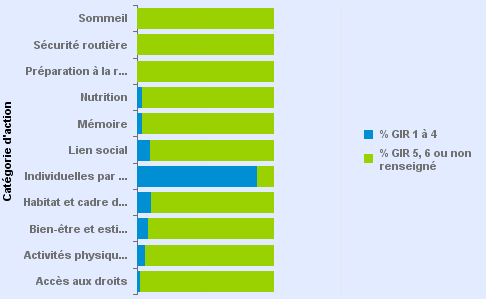 Catégorie d'action
Sommeil
Sécurité routière
Préparation à la r...
Nutrition
Mémoire
Lien social
Individuelles par ...
Habitat et cadre d...
Bien-être et esti...
Activités physiqu...
Accès aux droits
% GIR 1 à 4
% GIR 5, 6 ou non
renseigné